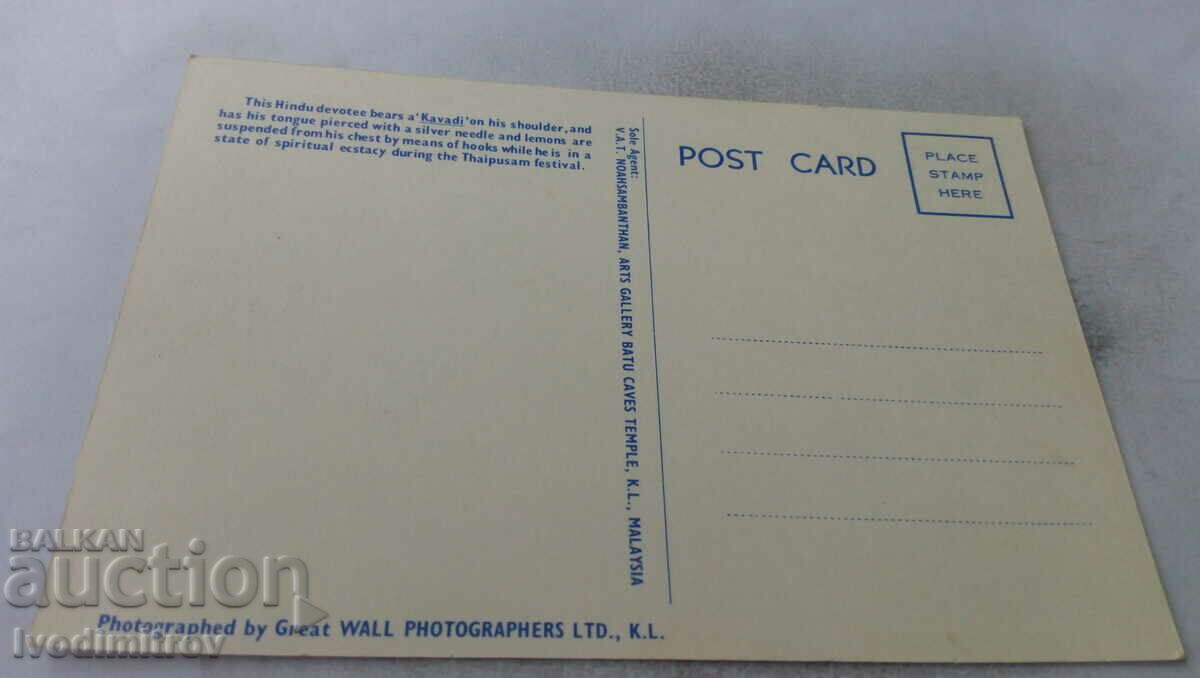 This Hindu devotee bears a 'Kavadi' on his shoulder, and
has his tongue pierced with a silver needle and lemons are
suspended from his chest by means of hooks while he is in a
state of spiritual ecstacy during the Thaipusam festival.
Sole Agent:
V.A.T. NOAHSAMBANTHAN, ARTS GALLERY BATU CAVES TEMPLE, K.L., MALAYSIA
POST CARD
PLACE
STAMP
HERE
Photographed by Great WALL PHOTOGRAPHERS LTD., K.L.
BALKAN
auction
Ivodimitrov